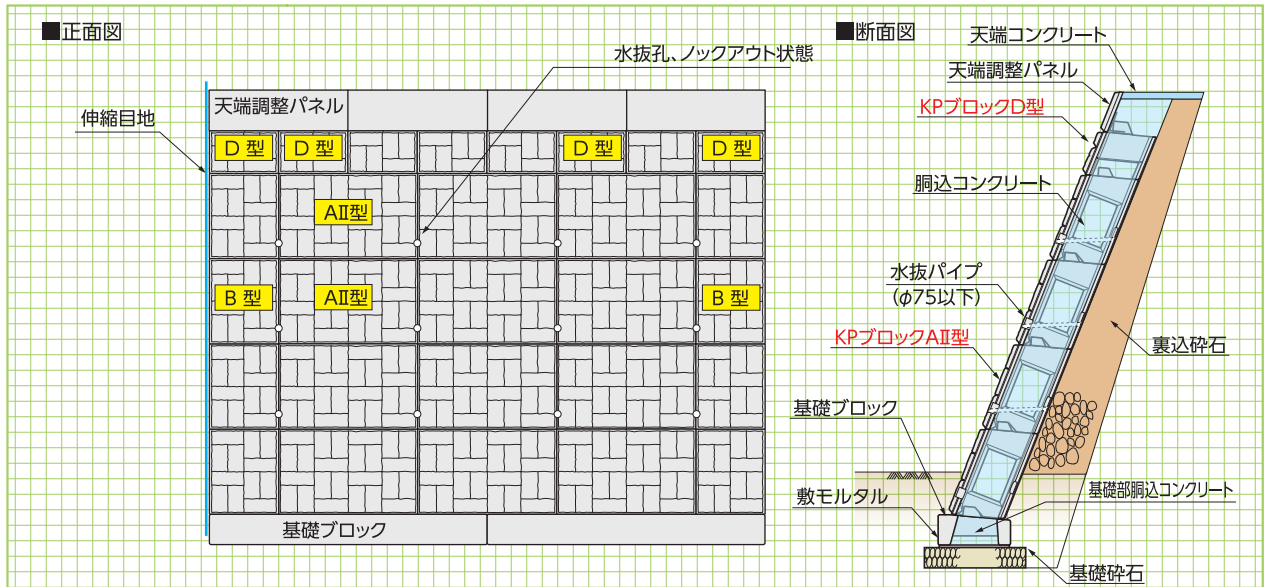 ■正面図
水抜孔、ノックアウト状態
伸縮目地
天端調整パネル
D 型
D 型
D 型
D 型
AⅡ型
B 型
AⅡ型
B 型
基礎ブロック
■断面図
天端コンクリート
天端調整パネル
KPブロックD型
胴込コンクリート
水抜パイプ
(φ75以下)
KPブロックAⅡ型
裏込砕石
基礎ブロック
敷モルタル
基礎部胴込コンクリート
基礎砕石